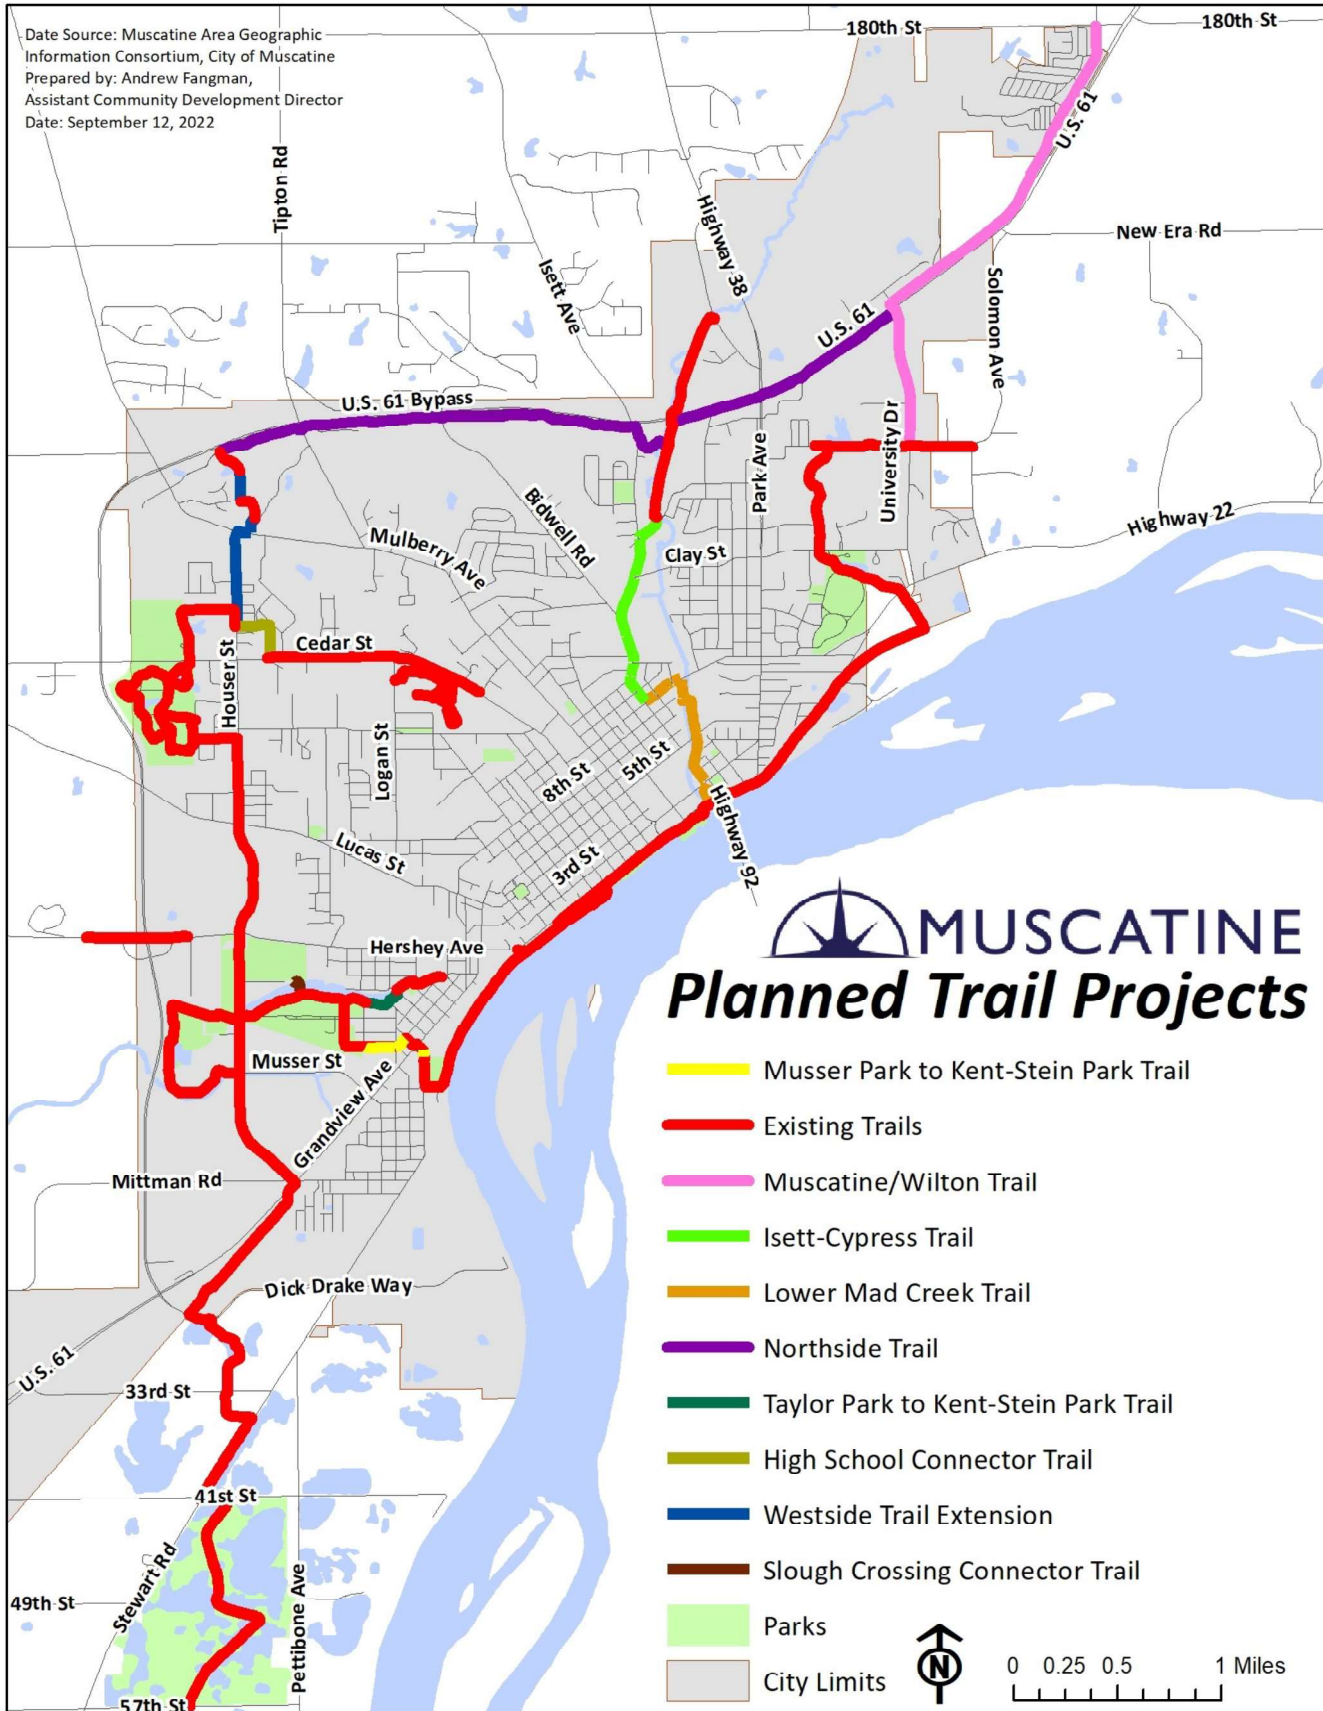 Date Source: Muscatine Area Geographic
Information Consortium, City of Muscatine
Prepared by: Andrew Fangman,
Assistant Community Development Director
Date: September 12, 2022
180th St
180th St
U.S. 61
Tipton Rd
Highway 38
New Era Rd
Isett Ave
Solomon Ave
U.S. 61
U.S. 61 Bypass
University Dr
Park Ave
Bidwell Rd
Highway 22
Mulberry Ave
Clay St
Cedar St
Houser St
Logan St
5th St
8th St
Highway 92
Lucas St
3rd St
Hershey Ave
Musser St
Grandview Ave
Mittman Rd
Dick Drake Way
U.S. 61
33rd St
41st St
Stewart Rd
49th St
Pettibone Ave
57th St
MUSCATINE
Planned Trail Projects
Musser Park to Kent-Stein Park Trail
Existing Trails
Muscatine/Wilton Trail
Isett-Cypress Trail
Lower Mad Creek Trail
Northside Trail
Taylor Park to Kent-Stein Park Trail
High School Connector Trail
Westside Trail Extension
Slough Crossing Connector Trail
Parks
City Limits
N
0 0.25 0.5 1 Miles